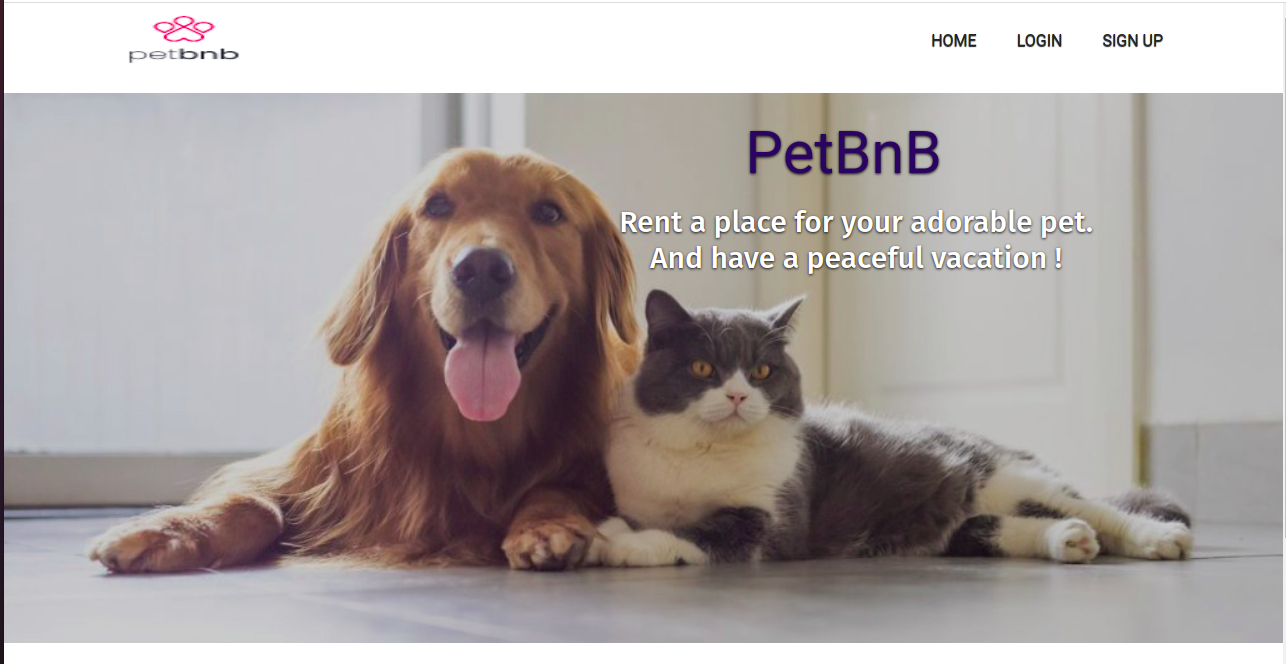 petbnb
HOME LOGIN SIGN UP
PetBnB
Rent a place for your adorable pet.
And have a peaceful vacation !